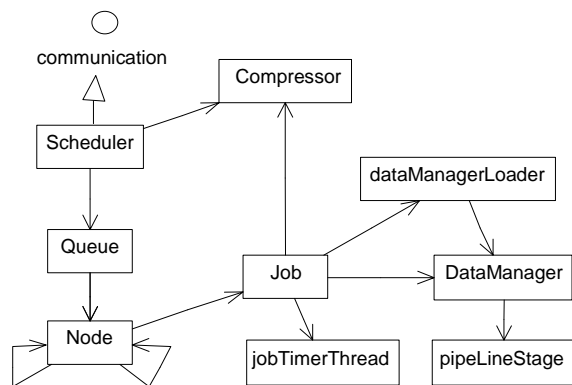 communication
Compressor
Scheduler
dataManagerLoader
Queue
Job
DataManager
Node
jobTimerThread
pipeLineStage